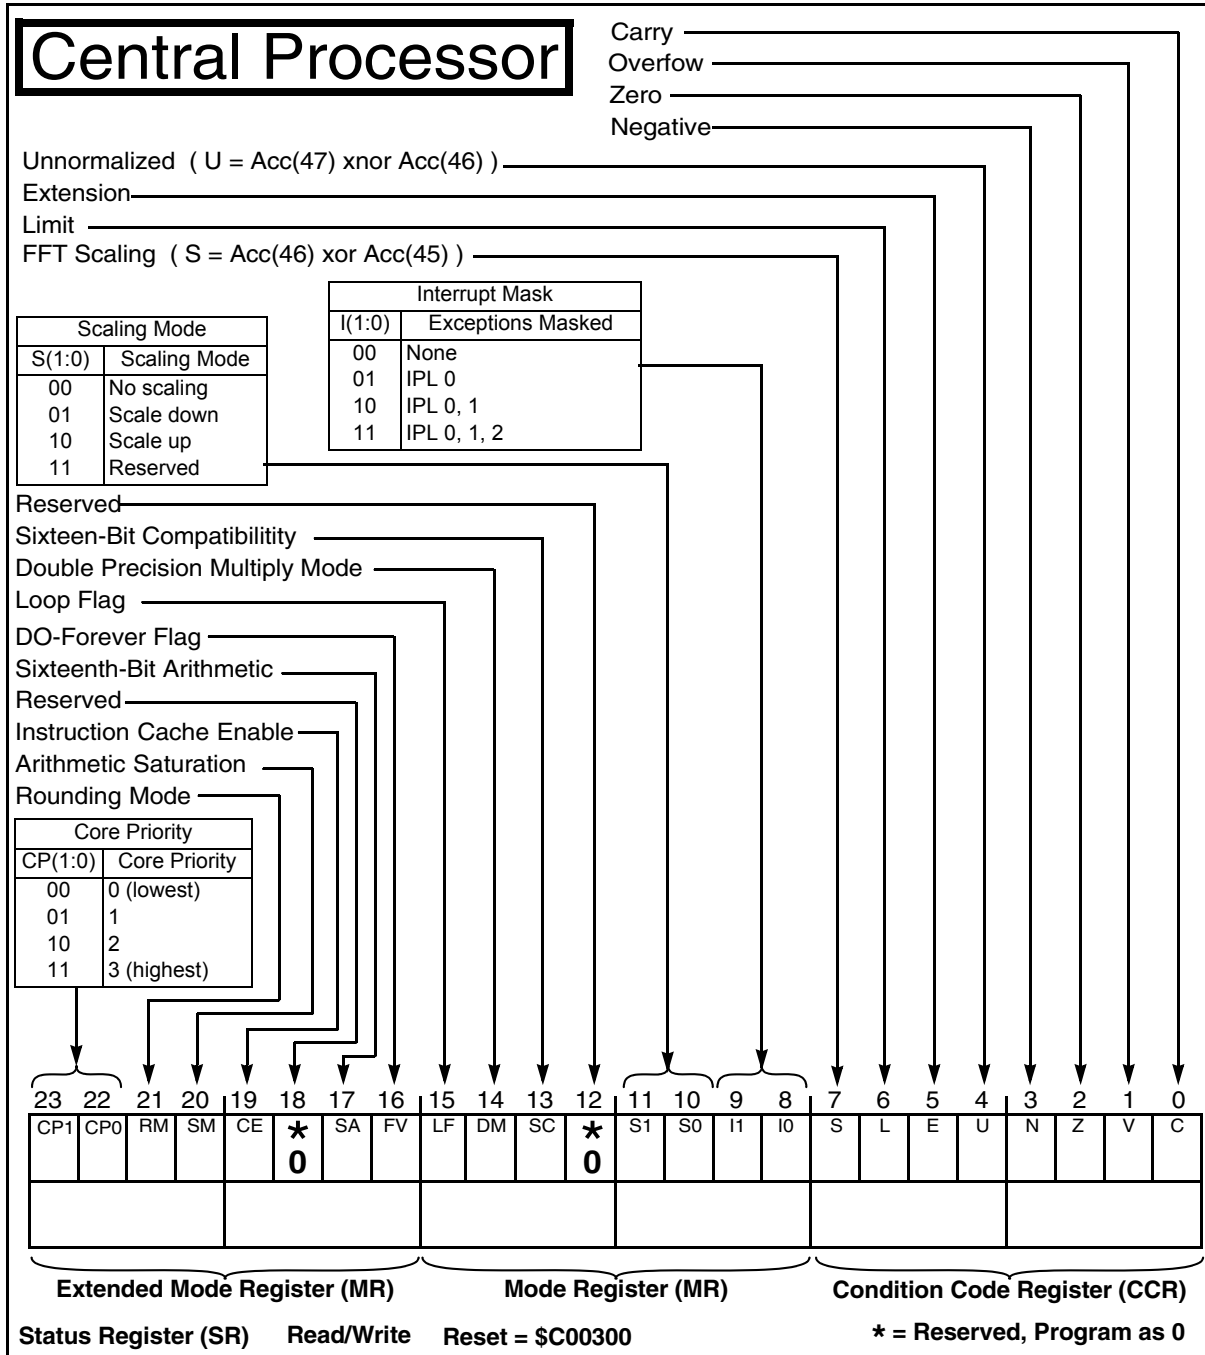 Central Processor
Carry
Overfow
Zero
Negative
Unnormalized ( U = Acc(47) xnor Acc(46) )
Extension
Limit
FFT Scaling ( S = Acc(46) xor Acc(45) )
Interrupt Mask
I(1:0) Exceptions Masked
00 None
01 IPL 0
10 IPL 0, 1
11 IPL 0, 1, 2
Scaling Mode
S(1:0) Scaling Mode
00 No scaling
01 Scale down
10 Scale up
11 Reserved
Reserved
Sixteen-Bit Compatibilitity
Double Precision Multiply Mode
Loop Flag
DO-Forever Flag
Sixteenth-Bit Arithmetic
Reserved
Instruction Cache Enable
Arithmetic Saturation
Rounding Mode
Core Priority
CP(1:0) Core Priority
00 0 (lowest)
01 1
10 2
11 3 (highest)
23 22 21 20 19 18 17 16 15 14 13 12 11 10 9 8 7 6 5 4 3 2 1 0
CP1 CP0 RM SM CE * SA FV LF DM SC * S1 S0 I1 I0 S L E U N Z V C
0 0
Extended Mode Register (MR) Mode Register (MR) Condition Code Register (CCR)
Status Register (SR) Read/Write Reset = $C00300 * = Reserved, Program as 0